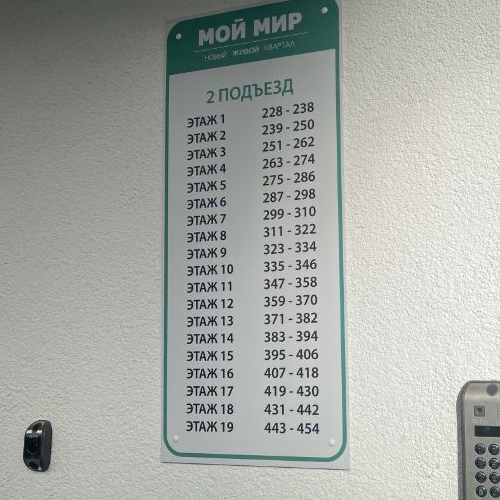 МОЙ МИР
НОВЫЙ ЖИВОЙ КВАРТАЛ
2 ПОДЪЕЗД
ЭТАЖ 1 228 - 238
ЭТАЖ 2 239 - 250
ЭТАЖ 3 251 - 262
ЭТАЖ 4 263 - 274
ЭТАЖ 5 275 - 286
ЭТАЖ 6 287 - 298
ЭТАЖ 7 299 - 310
ЭТАЖ 8 311 - 322
ЭТАЖ 9 323 - 334
ЭТАЖ 10 335 - 346
ЭТАЖ 11 347 - 358
ЭТАЖ 12 359 - 370
ЭТАЖ 13 371 - 382
ЭТАЖ 14 383 - 394
ЭТАЖ 15 395 - 406
ЭТАЖ 16 407 - 418
ЭТАЖ 17 419 - 430
ЭТАЖ 18 431 - 442
ЭТАЖ 19 443 - 454